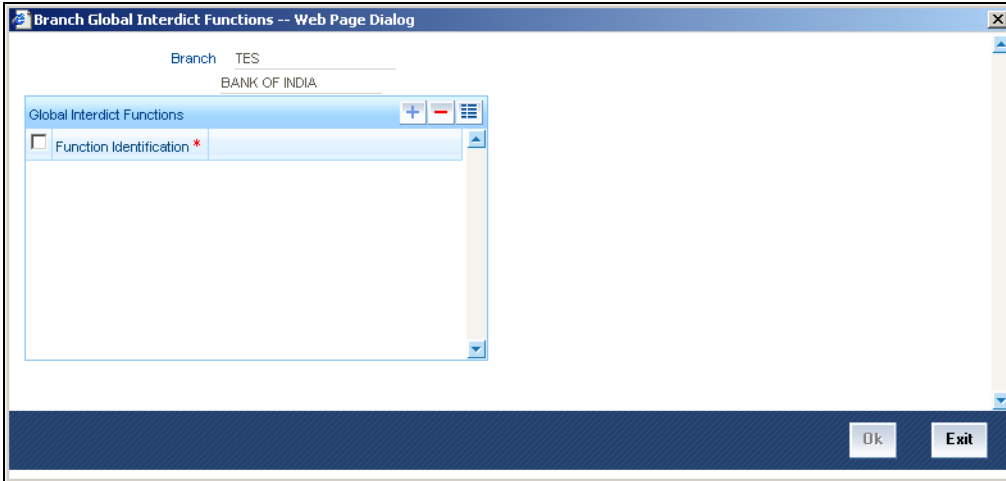 Branch Global Interdict Functions -- Web Page Dialog
Branch TES
BANK OF INDIA
Global Interdict Functions
Function Identification *
Ok Exit